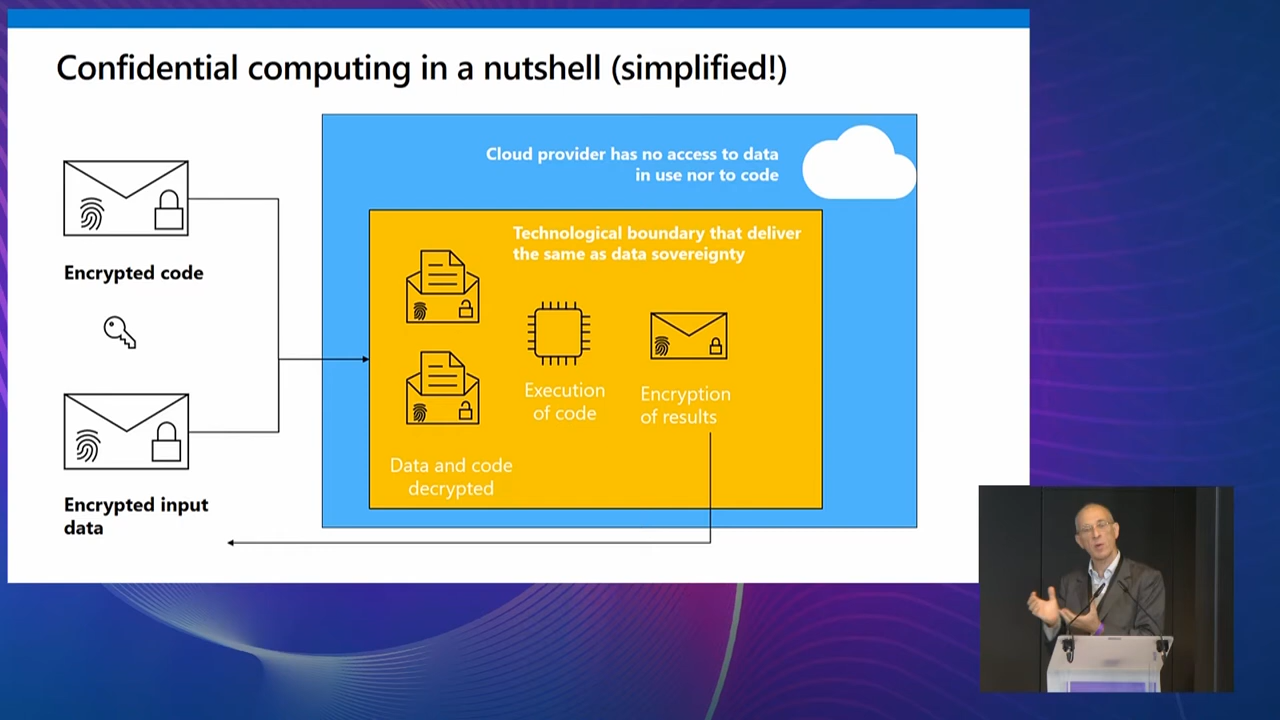 Confidential computing in a nutshell (simplified!)
Cloud provider has no access to data
in use nor to code
Encrypted code
Technological boundary that deliver
the same as data sovereignty
Execution
of code
Encryption
of results
Data and code
decrypted
Encrypted input
data